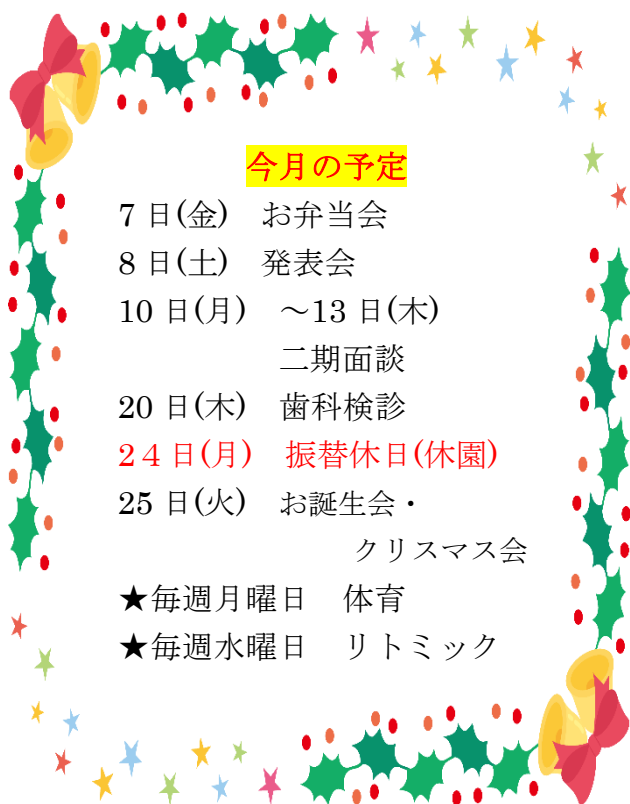 今月の予定
7日(金)　お弁当会
8日(土)　発表会
10日(月)　～13日(木)
二期面談
20日(木)　歯科検診
２４日(月)　振替休日(休園)
25日(火)　お誕生会・
クリスマス会
★毎週月曜日　体育
★毎週水曜日　リトミック